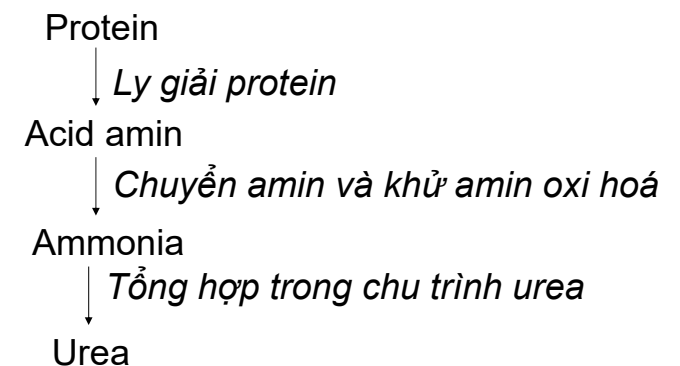 Protein
Ly giải protein
Acid amin
Chuyển amin và khử amin oxi hoá
Ammonia
Tổng hợp trong chu trình urea
Urea